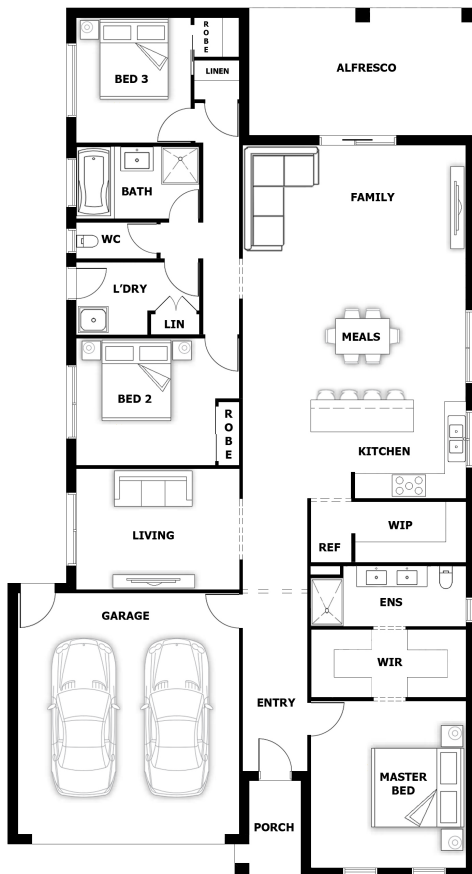 R
O
B
E
BED 3
LINEN
ALFRESCO
BATH
FAMILY
WC
L'DRY
LIN
MEALS
BED 2
R
O
B
E
KITCHEN
LIVING
WIP
REF
ENS
GARAGE
WIR
ENTRY
MASTER
BED
PORCH